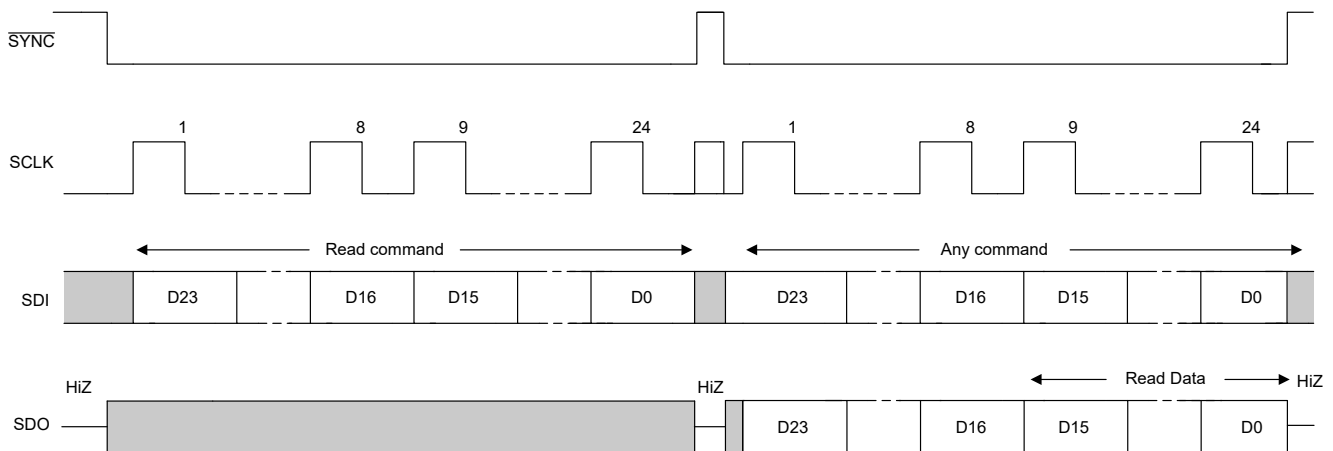 SYNC
1 8 9 24 1 8 9 24
SCLK
Read command Any command
SDI D23 D16 D15 D0 D23 D16 D15 D0
HiZ HiZ Read Data HiZ
SDO D23 D16 D15 D0